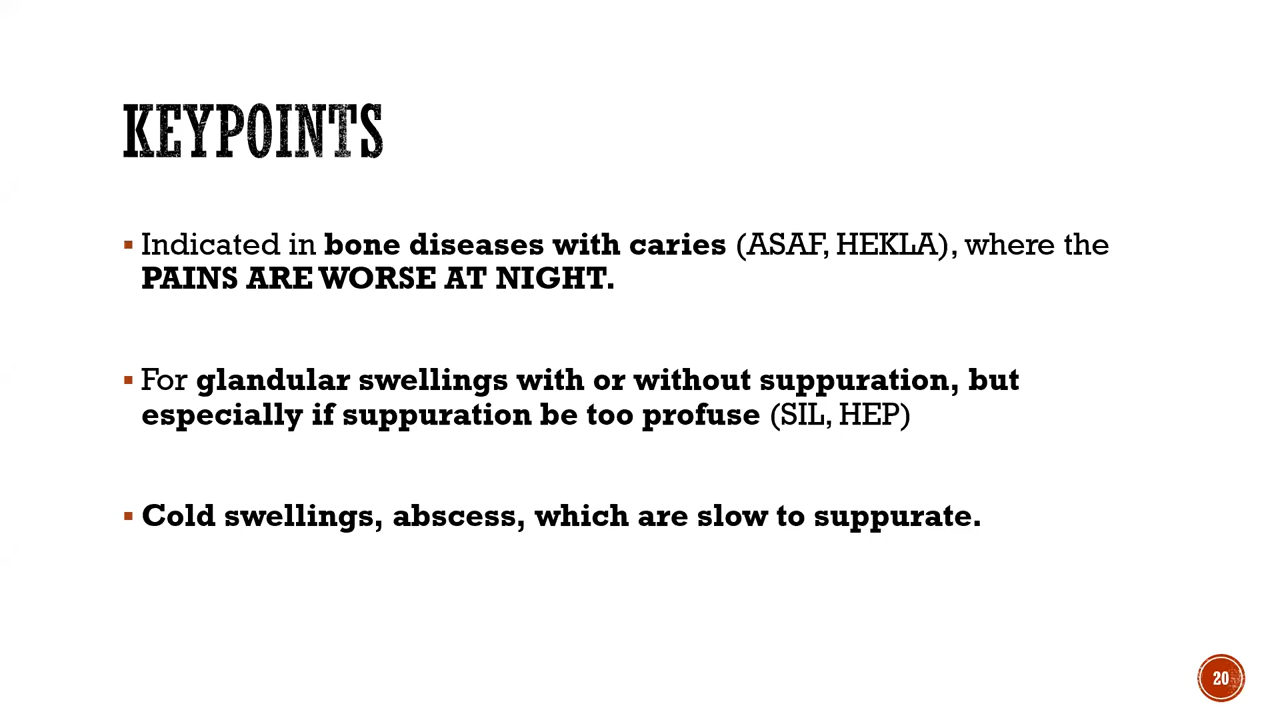 KEYPOINTS
▪ Indicated in bone diseases with caries (ASAF, HEKLA), where the
PAINS ARE WORSE AT NIGHT.
▪ For glandular swellings with or without suppuration, but
especially if suppuration be too profuse (SIL, HEP)
▪ Cold swellings, abscess, which are slow to suppurate.
20